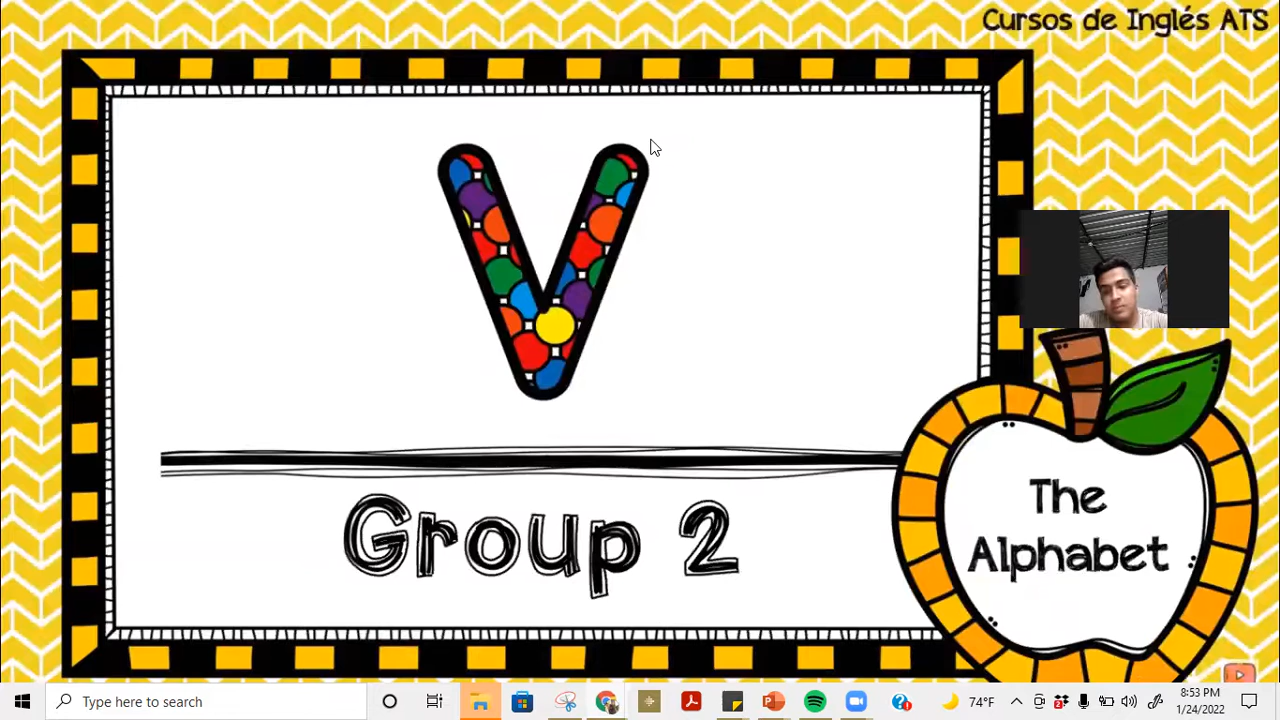 Cursos de Inglés ATS
V
Group 2
The
Alphabet
Type here to search
2
74°F
8:53 PM
1/24/2022